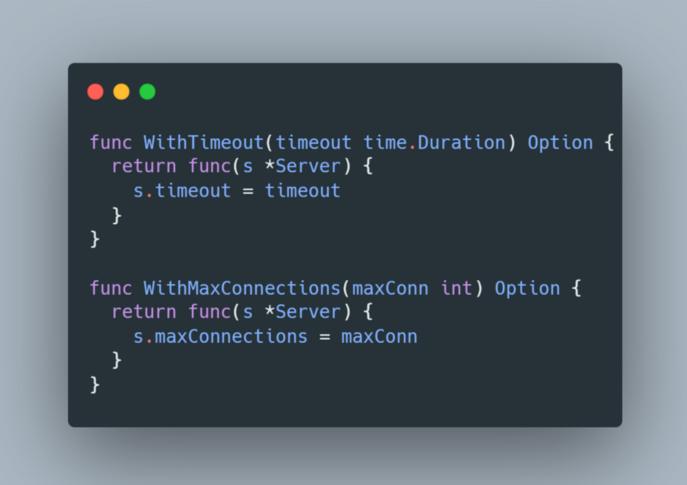 func WithTimeout(timeout time.Duration) Option {
  return func(s *Server) {
    s.timeout = timeout
  }
}

func WithMaxConnections(maxConn int) Option {
  return func(s *Server) {
    s.maxConnections = maxConn
  }
}